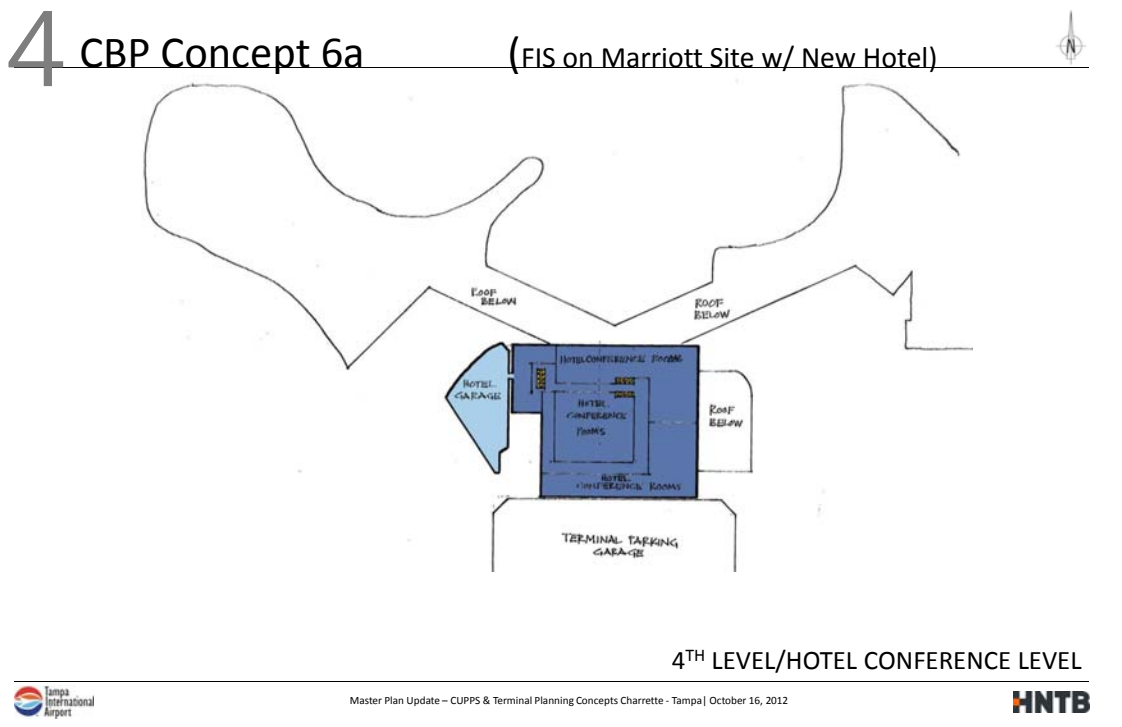 4 CBP Concept 6a (FIS on Marriott Site w/ New Hotel)
N
ROOF
BELOW
ROOF
BELOW
HOTEL CONFERENCE ROOMS
HOTEL
GARAGE
HOTEL
CONFERENCE
ROOMS
ROOF
BELOW
HOTEL
CONFERENCE ROOMS
TERMINAL PARKING
GARAGE
4TH LEVEL/HOTEL CONFERENCE LEVEL
Tampa
International
Airport
Master Plan Update – CUPPS & Terminal Planning Concepts Charrette - Tampa| October 16, 2012
HNTB